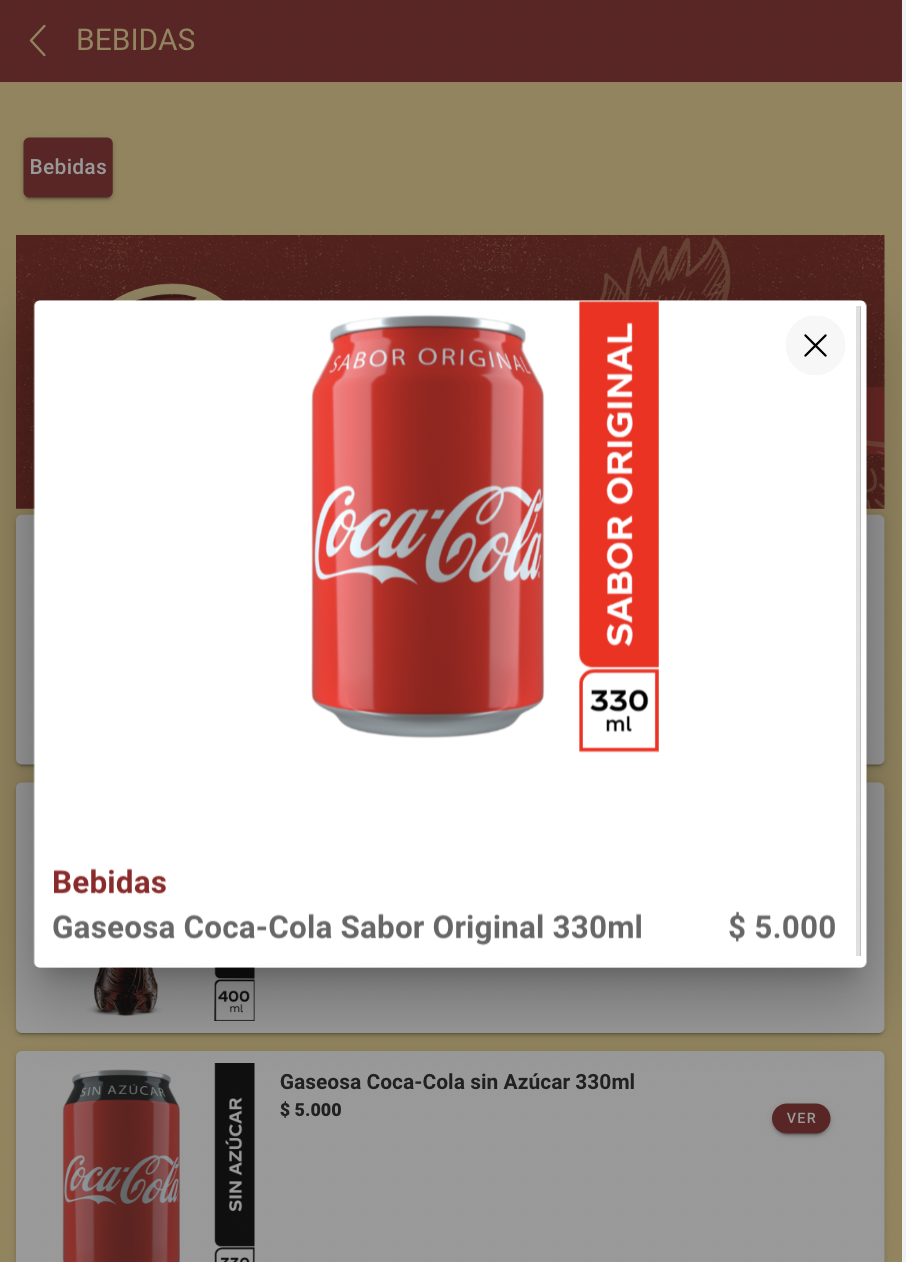 BEBIDAS
Bebidas
SABOR ORIGINAL
Coca-Cola
SABOR ORIGINAL
330
ml
Bebidas
Gaseosa Coca-Cola Sabor Original 330ml
$ 5.000
400
ml
SIN AZÚCAR
Coca-Cola
SIN AZÚCAR
330
Gaseosa Coca-Cola sin Azúcar 330ml
$ 5.000
VER